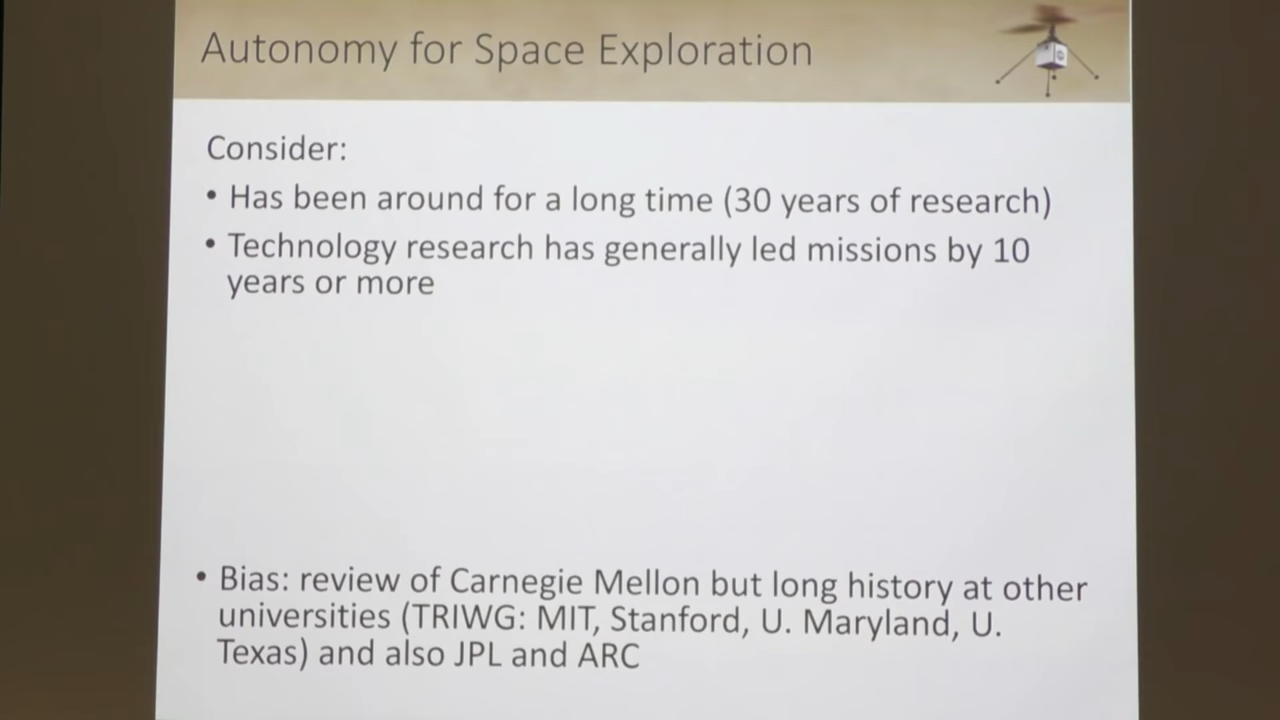 Autonomy for Space Exploration
Consider:
• Has been around for a long time (30 years of research)
• Technology research has generally led missions by 10
years or more
• Bias: review of Carnegie Mellon but long history at other
universities (TRIWG: MIT, Stanford, U. Maryland, U.
Texas) and also JPL and ARC